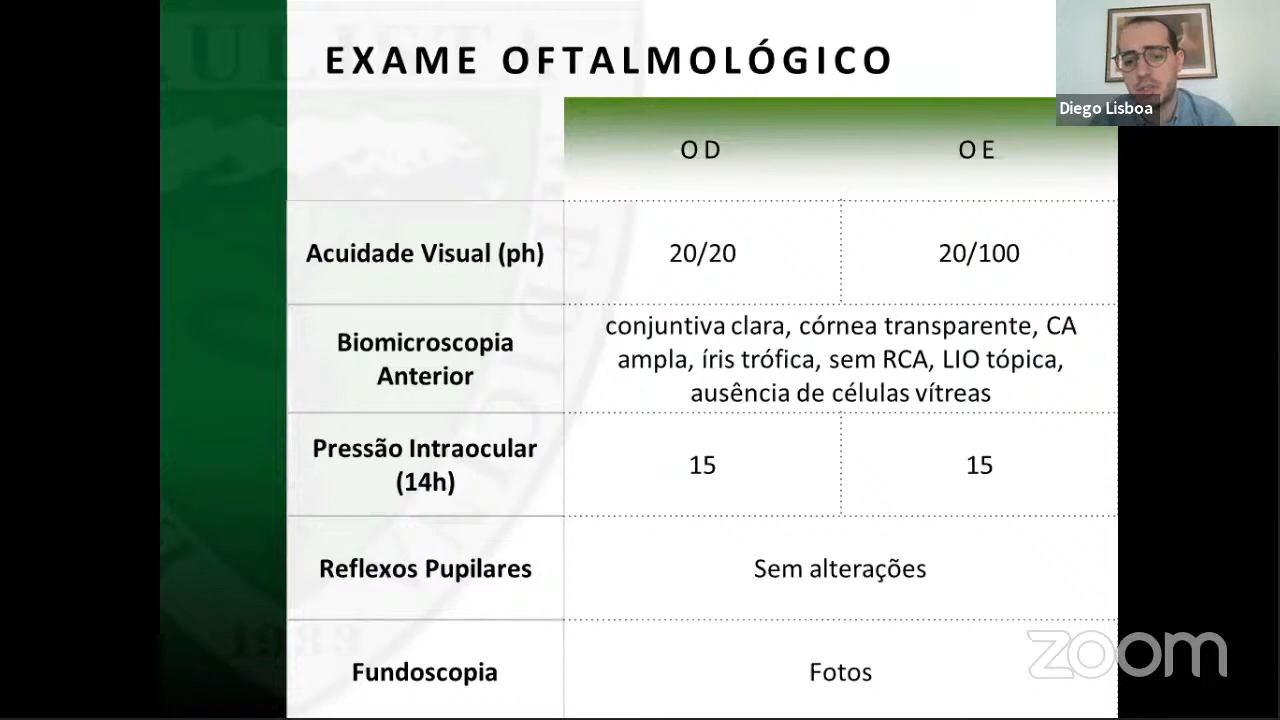 EXAME OFTALMOLÓGICO
Diego Lisboa
OD OE
Acuidade Visual (ph) 20/20 20/100
Biomicroscopia
Anterior
conjuntiva clara, córnea transparente, CA
ampla, íris trófica, sem RCA, LIO tópica,
ausência de células vítreas
Pressão Intraocular
(14h)
15 15
Reflexos Pupilares Sem alterações
Fundoscopia Fotos
zoom
1939